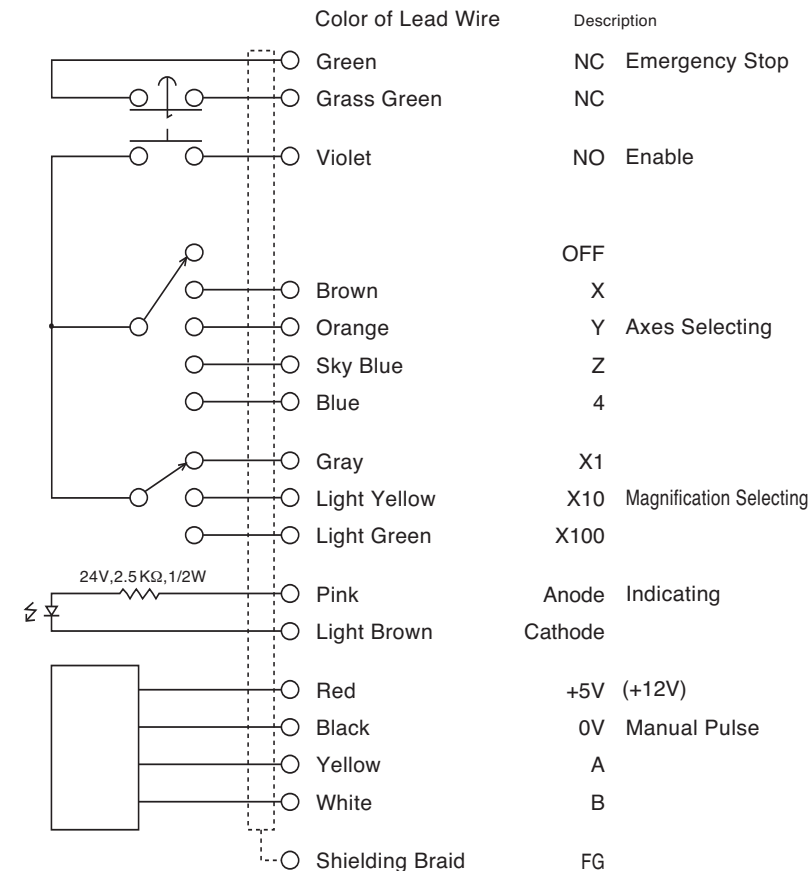 Color of Lead Wire Description
Green NC Emergency Stop
Grass Green NC
Violet NO Enable
OFF
Brown X
Orange Y Axes Selecting
Sky Blue Z
Blue 4
Gray X1
Light Yellow X10 Magnification Selecting
Light Green X100
24V,2.5KΩ,1/2W
Pink Anode Indicating
Light Brown Cathode
Red +5V (+12V)
Black 0V Manual Pulse
Yellow A
White B
Shielding Braid FG